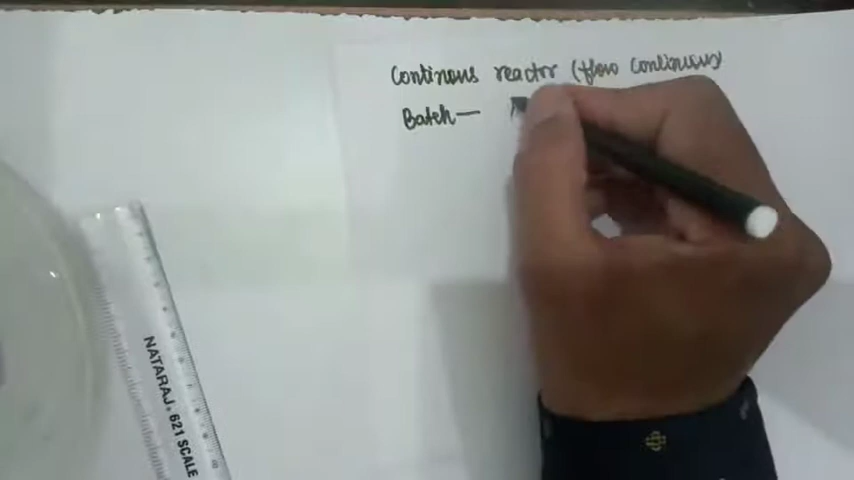 Continous reactor (flow continuous)
Batch—
NATARAJ. 621 SCALE